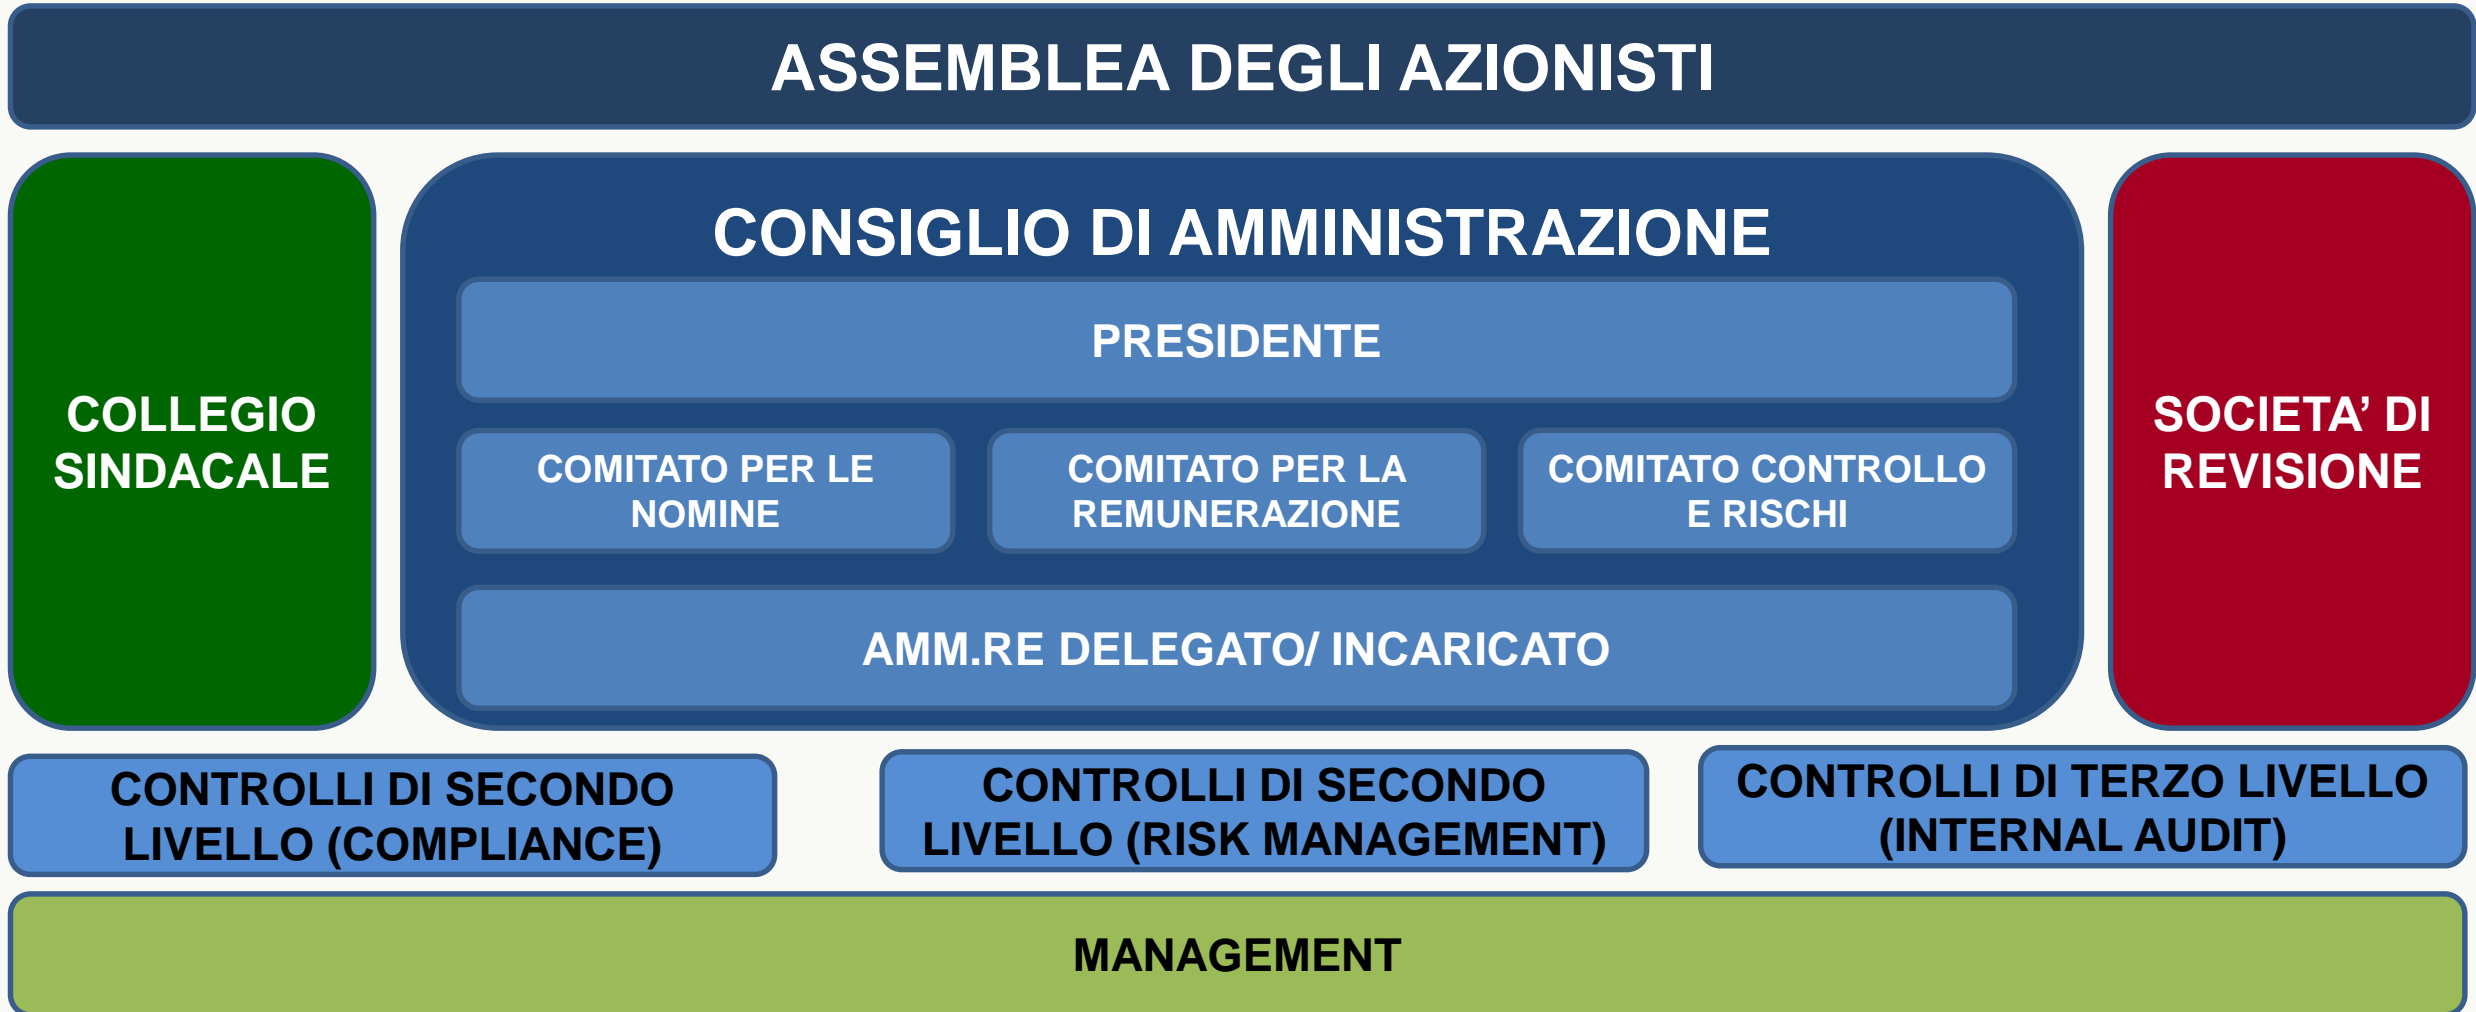 ASSEMBLEA DEGLI AZIONISTI
COLLEGIO
SINDACALE
CONSIGLIO DI AMMINISTRAZIONE
PRESIDENTE
COMITATO PER LE
NOMINE
COMITATO PER LA
REMUNERAZIONE
COMITATO CONTROLLO
E RISCHI
AMM.RE DELEGATO/ INCARICATO
SOCIETA’ DI
REVISIONE
CONTROLLI DI SECONDO
LIVELLO (COMPLIANCE)
CONTROLLI DI SECONDO
LIVELLO (RISK MANAGEMENT)
CONTROLLI DI TERZO LIVELLO
(INTERNAL AUDIT)
MANAGEMENT